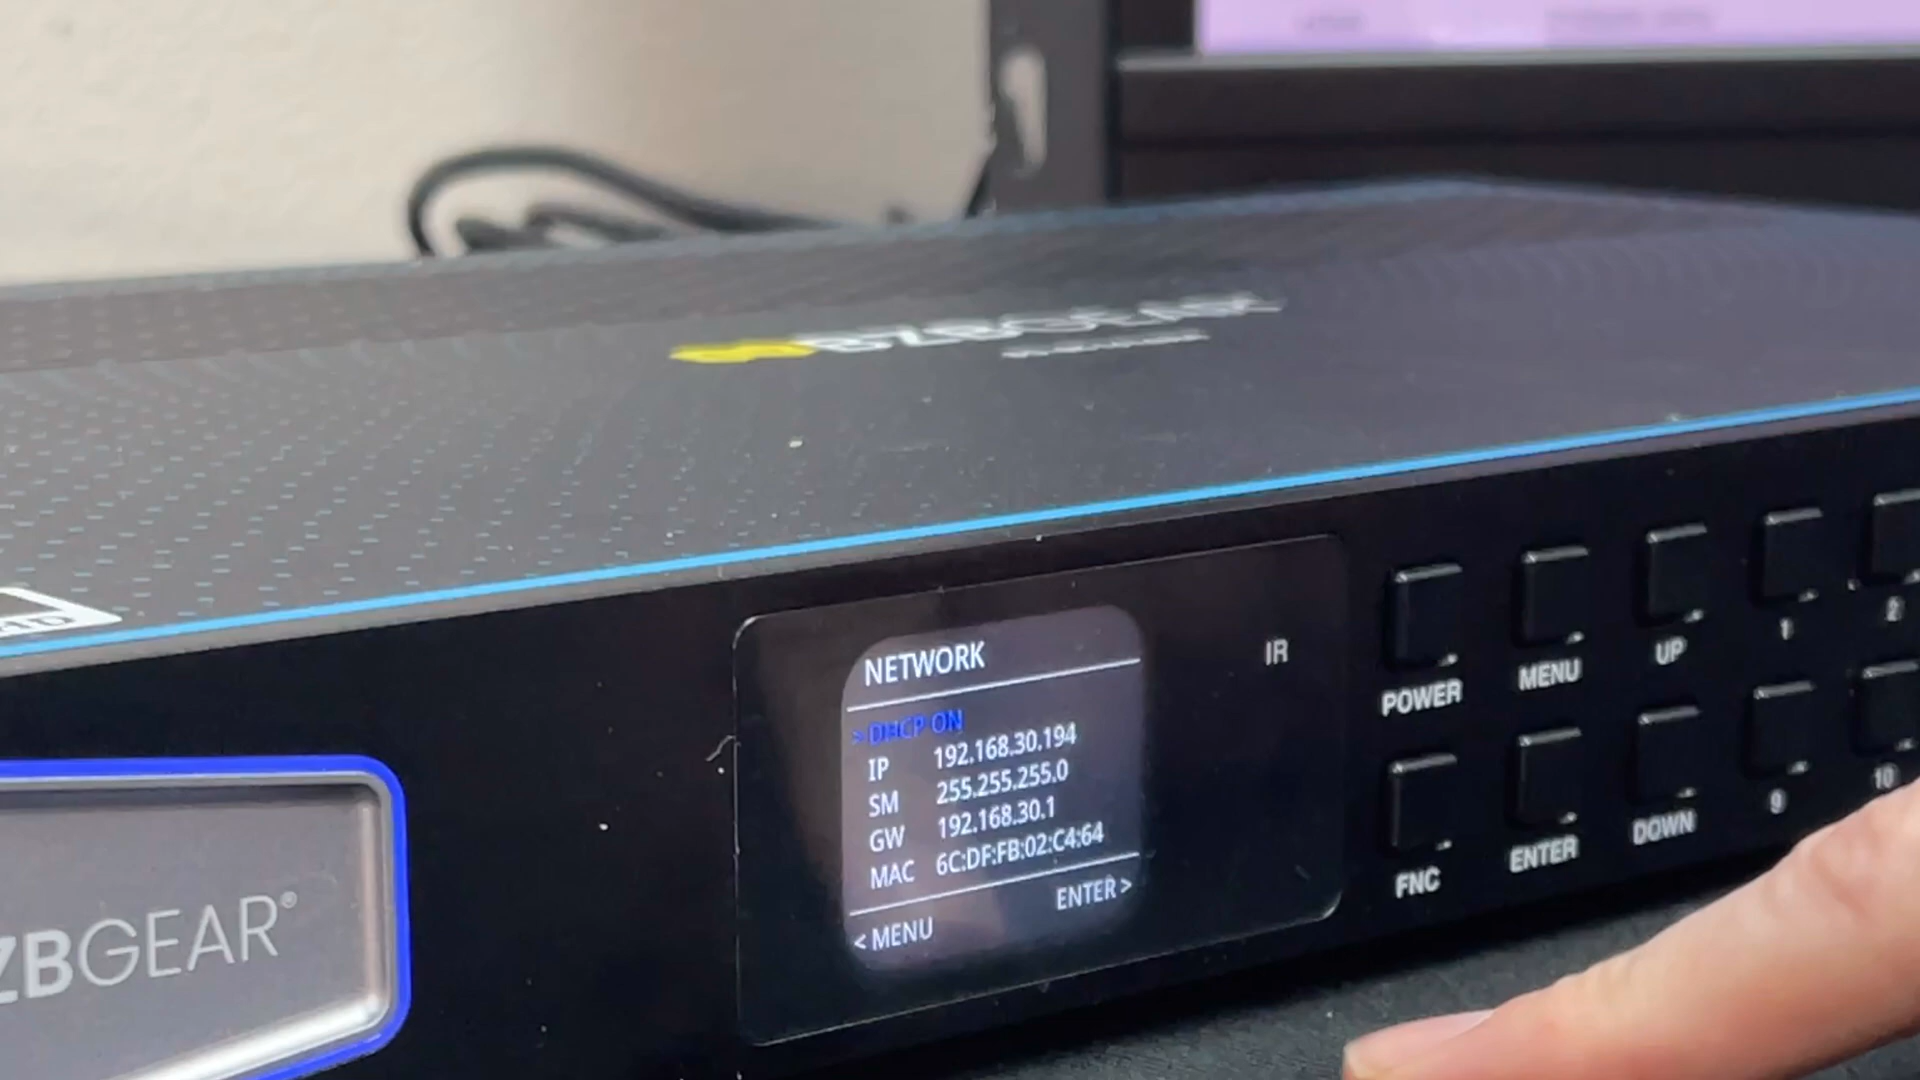 BZBGEAR
NETWORK
> DHCP ON
IP 192.168.30.194
SM 255.255.255.0
GW 192.168.30.1
MAC 6C:DF:FB:02:C4:64
ENTER >
< MENU
IR
POWER
MENU
UP
1
2
FNC
ENTER
DOWN
9
10
ZBGEAR®